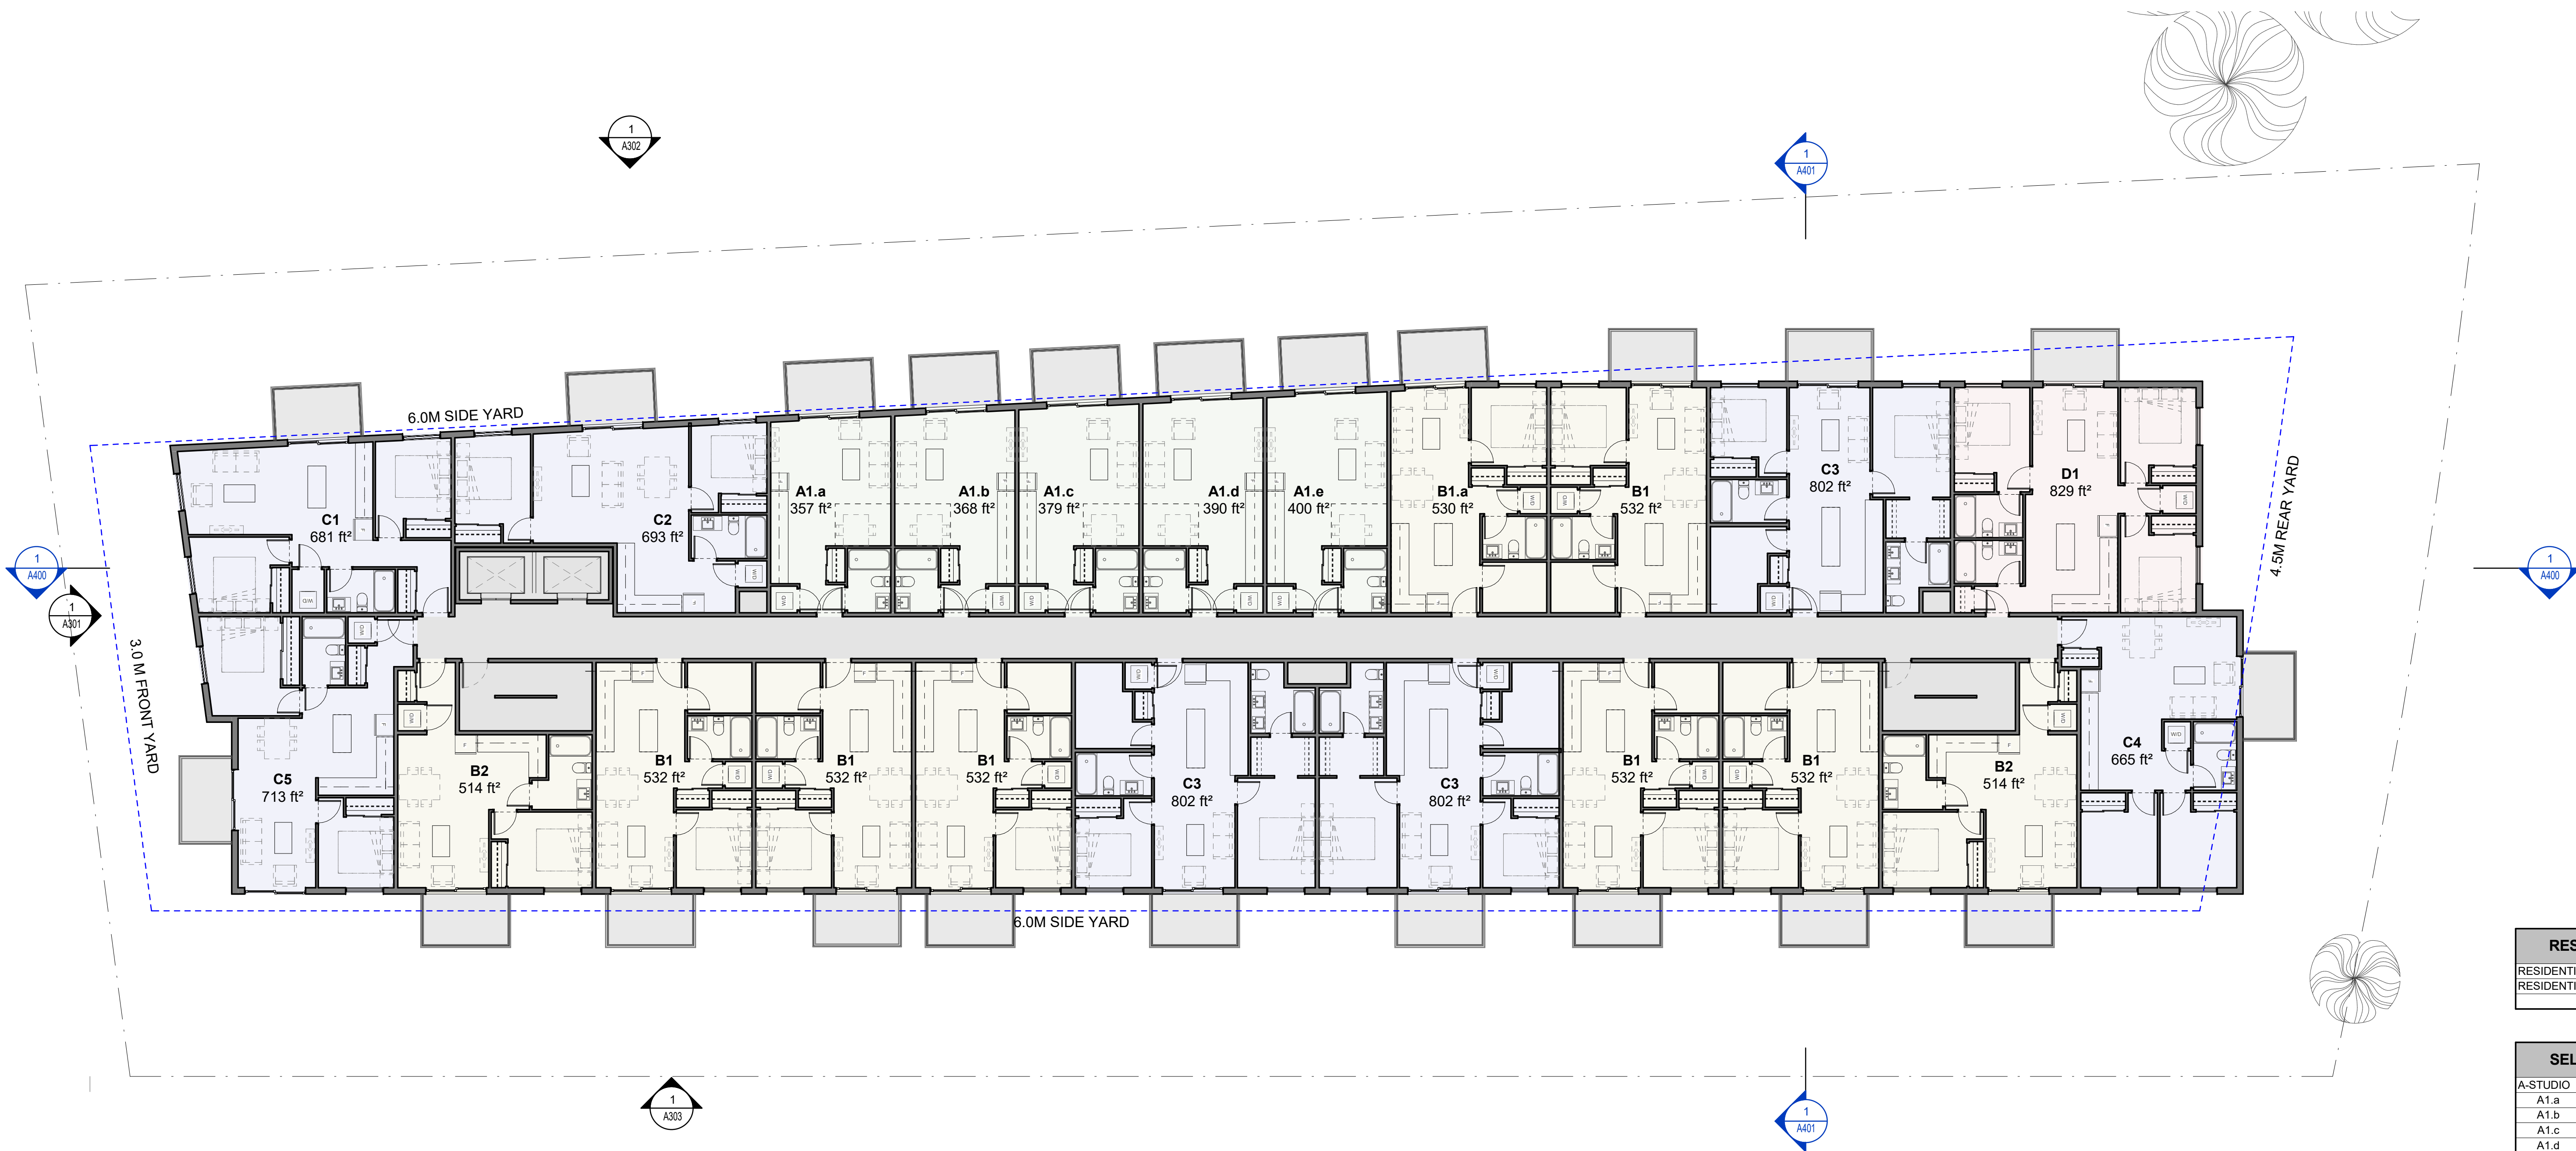 1
A302
1
A401
6.0M SIDE YARD
C1
681 ft²
C2
693 ft²
A1.a
357 ft²
A1.b
368 ft²
A1.c
379 ft²
A1.d
390 ft²
A1.e
400 ft²
B1.a
530 ft²
B1
532 ft²
C3
802 ft²
D1
829 ft²
4.5M REAR YARD
1
A400
1
A301
1
A400
3.0 M FRONT YARD
C5
713 ft²
B2
514 ft²
B1
532 ft²
B1
532 ft²
B1
532 ft²
C3
802 ft²
C3
802 ft²
B1
532 ft²
B1
532 ft²
B2
514 ft²
C4
665 ft²
6.0M SIDE YARD
1
A303
1
A401
RES
RESIDENTI
RESIDENTI
SEL
A-STUDIO
A1.a
A1.b
A1.c
A1.d